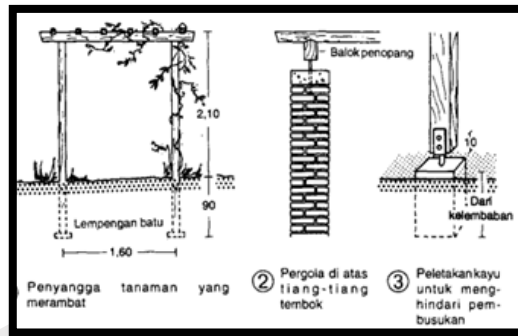 Balok penopang
2,10
90
Lempengan batu
1,60
10
Dari
kelembaban
Penyangga tanaman yang
merambat
2 Pergola di atas
tiang-tiang
tembok
3 Peletakan kayu
untuk meng-
hindari pem-
busukan